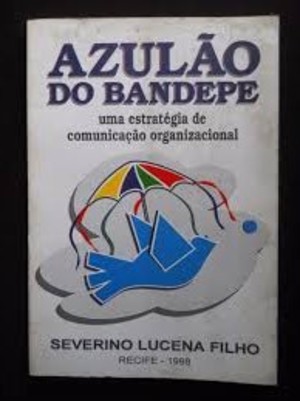 AZULÃO
DO BANDEPE
uma estratégia de
comunicação organizacional
SEVERINO LUCENA FILHO
RECIFE - 1998